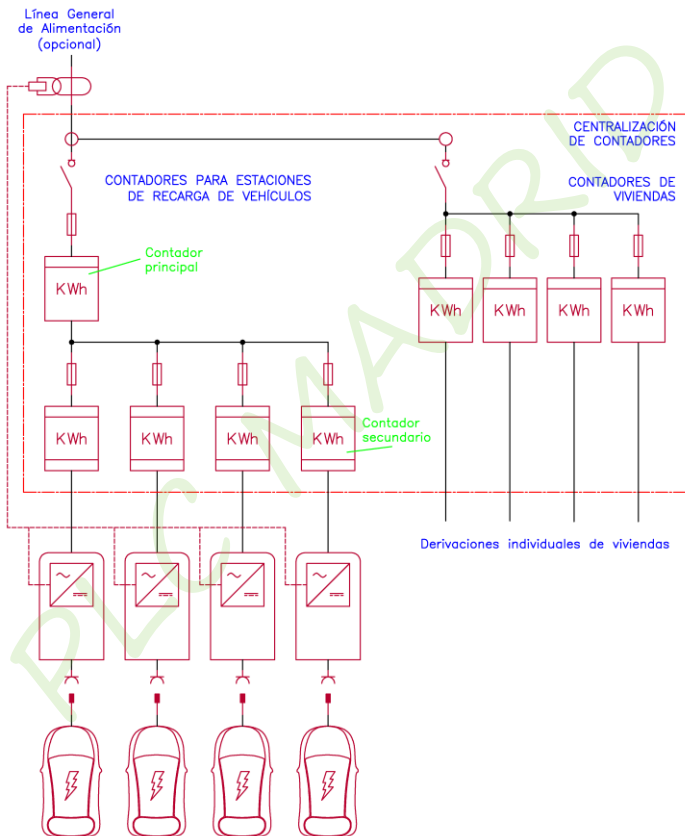 Línea General
de Alimentación
(opcional)
CENTRALIZACIÓN
DE CONTADORES
CONTADORES PARA ESTACIONES
DE RECARGA DE VEHÍCULOS
CONTADORES DE
VIVIENDAS
Contador
principal
KWh
KWh
KWh
KWh
KWh
KWh
KWh
KWh
KWh
Contador
secundario
Derivaciones individuales de viviendas
PLC MADRID